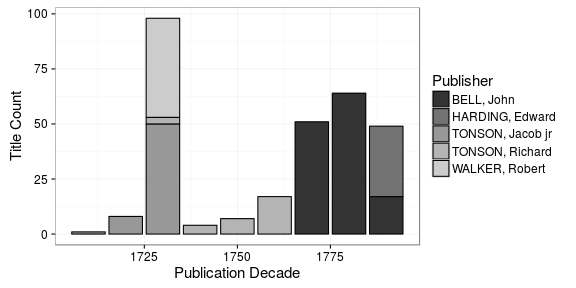 100
75
50
25
0
Title Count
1725
1750
1775
Publication Decade
Publisher
BELL, John
HARDING, Edward
TONSON, Jacob jr
TONSON, Richard
WALKER, Robert